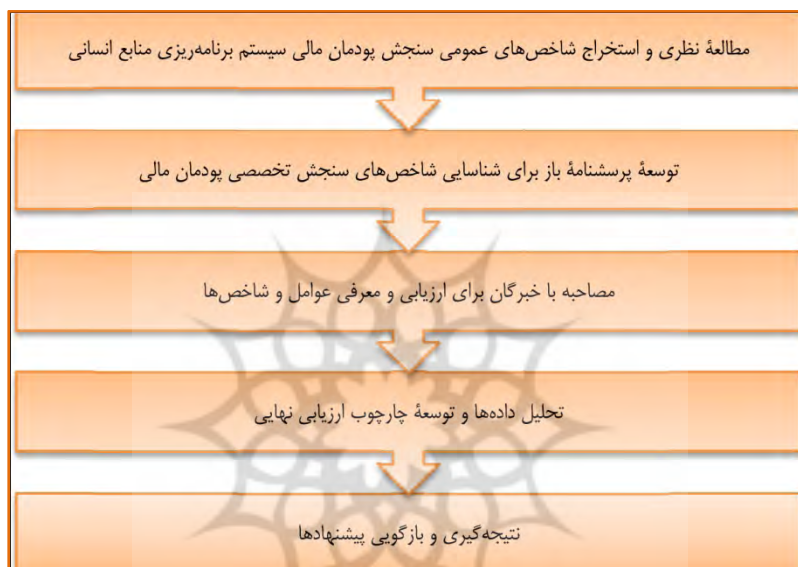 مطالعهٔ نظری و استخراج شاخص‌های عمومی سنجش پودمان مالی سیستم برنامه‌ریزی منابع انسانی
توسعهٔ پرسشنامهٔ باز برای شناسایی شاخص‌های سنجش تخصصی پودمان مالی
مصاحبه با خبرگان برای ارزیابی و معرفی عوامل و شاخص‌ها
تحلیل داده‌ها و توسعهٔ چارچوب ارزیابی نهایی
نتیجه‌گیری و بازگویی پیشنهادها